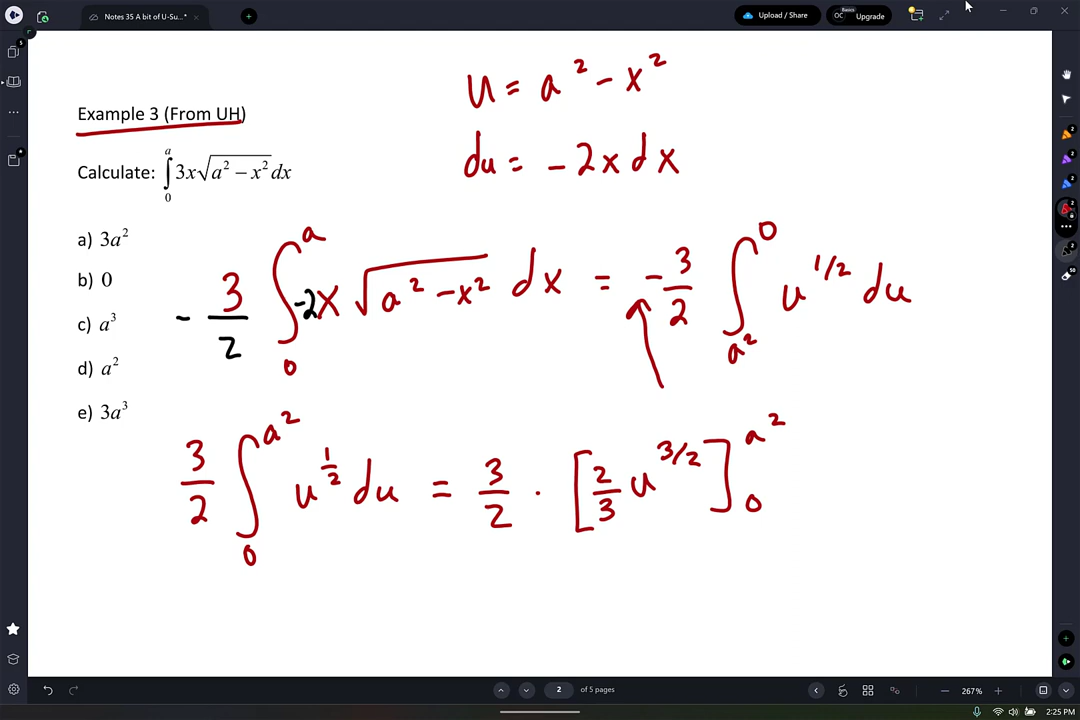 Notes 35 A bit of U-Su...*
Upload / Share
OC
Basics
Upgrade
u = a² - x²
Example 3 (From UH)
du = -2x dx
Calculate: ∫₀ᵃ 3x√(a² − x²) dx
a) 3a²
b) 0
c) a³
d) a²
e) 3a³
-3/2 ∫₀ᵃ -2x √(a² - x²) dx = -3/2 ∫_{a²}^{0} u^{1/2} du
3/2 ∫₀^{a²} u^{1/2} du = 3/2 · [2/3 u^{3/2}]₀^{a²}
2
of 5 pages
267%
2:25 PM